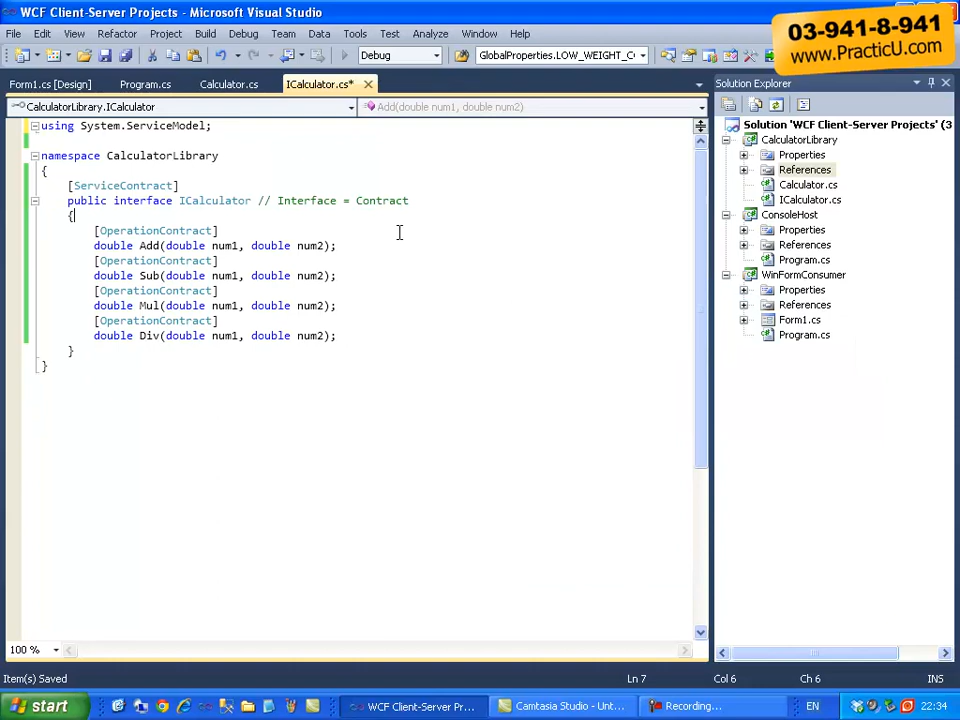 WCF Client-Server Projects - Microsoft Visual Studio
03-941-8-941
www.PracticU.com
File Edit View Refactor Project Build Debug Team Data Tools Test Analyze Window Help
Debug
GlobalProperties.LOW_WEIGHT_C
Form1.cs [Design] Program.cs Calculator.cs ICalculator.cs*
Solution Explorer
CalculatorLibrary.ICalculator
Add(double num1, double num2)
using System.ServiceModel;
namespace CalculatorLibrary
{
[ServiceContract]
public interface ICalculator // Interface = Contract
{
[OperationContract]
double Add(double num1, double num2);
[OperationContract]
double Sub(double num1, double num2);
[OperationContract]
double Mul(double num1, double num2);
[OperationContract]
double Div(double num1, double num2);
}
}
Solution 'WCF Client-Server Projects' (3
CalculatorLibrary
Properties
References
Calculator.cs
ICalculator.cs
ConsoleHost
Properties
References
Program.cs
WinFormConsumer
Properties
References
Form1.cs
Program.cs
100 %
Item(s) Saved
Ln 7
Col 6
Ch 6
INS
start
WCF Client-Server Pr...
Camtasia Studio - Unt...
Recording...
EN
22:34